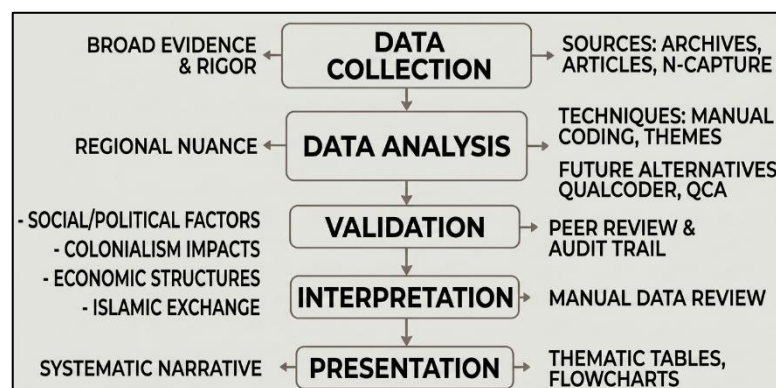 BROAD EVIDENCE
& RIGOR
DATA
COLLECTION
SOURCES: ARCHIVES,
ARTICLES, N-CAPTURE
REGIONAL NUANCE
DATA ANALYSIS
TECHNIQUES: MANUAL
CODING, THEMES
FUTURE ALTERNATIVES
QUALCODER, QCA
- SOCIAL/POLITICAL FACTORS
- COLONIALISM IMPACTS
- ECONOMIC STRUCTURES
- ISLAMIC EXCHANGE
VALIDATION
PEER REVIEW &
AUDIT TRAIL
INTERPRETATION
MANUAL DATA REVIEW
SYSTEMATIC NARRATIVE
PRESENTATION
THEMATIC TABLES,
FLOWCHARTS